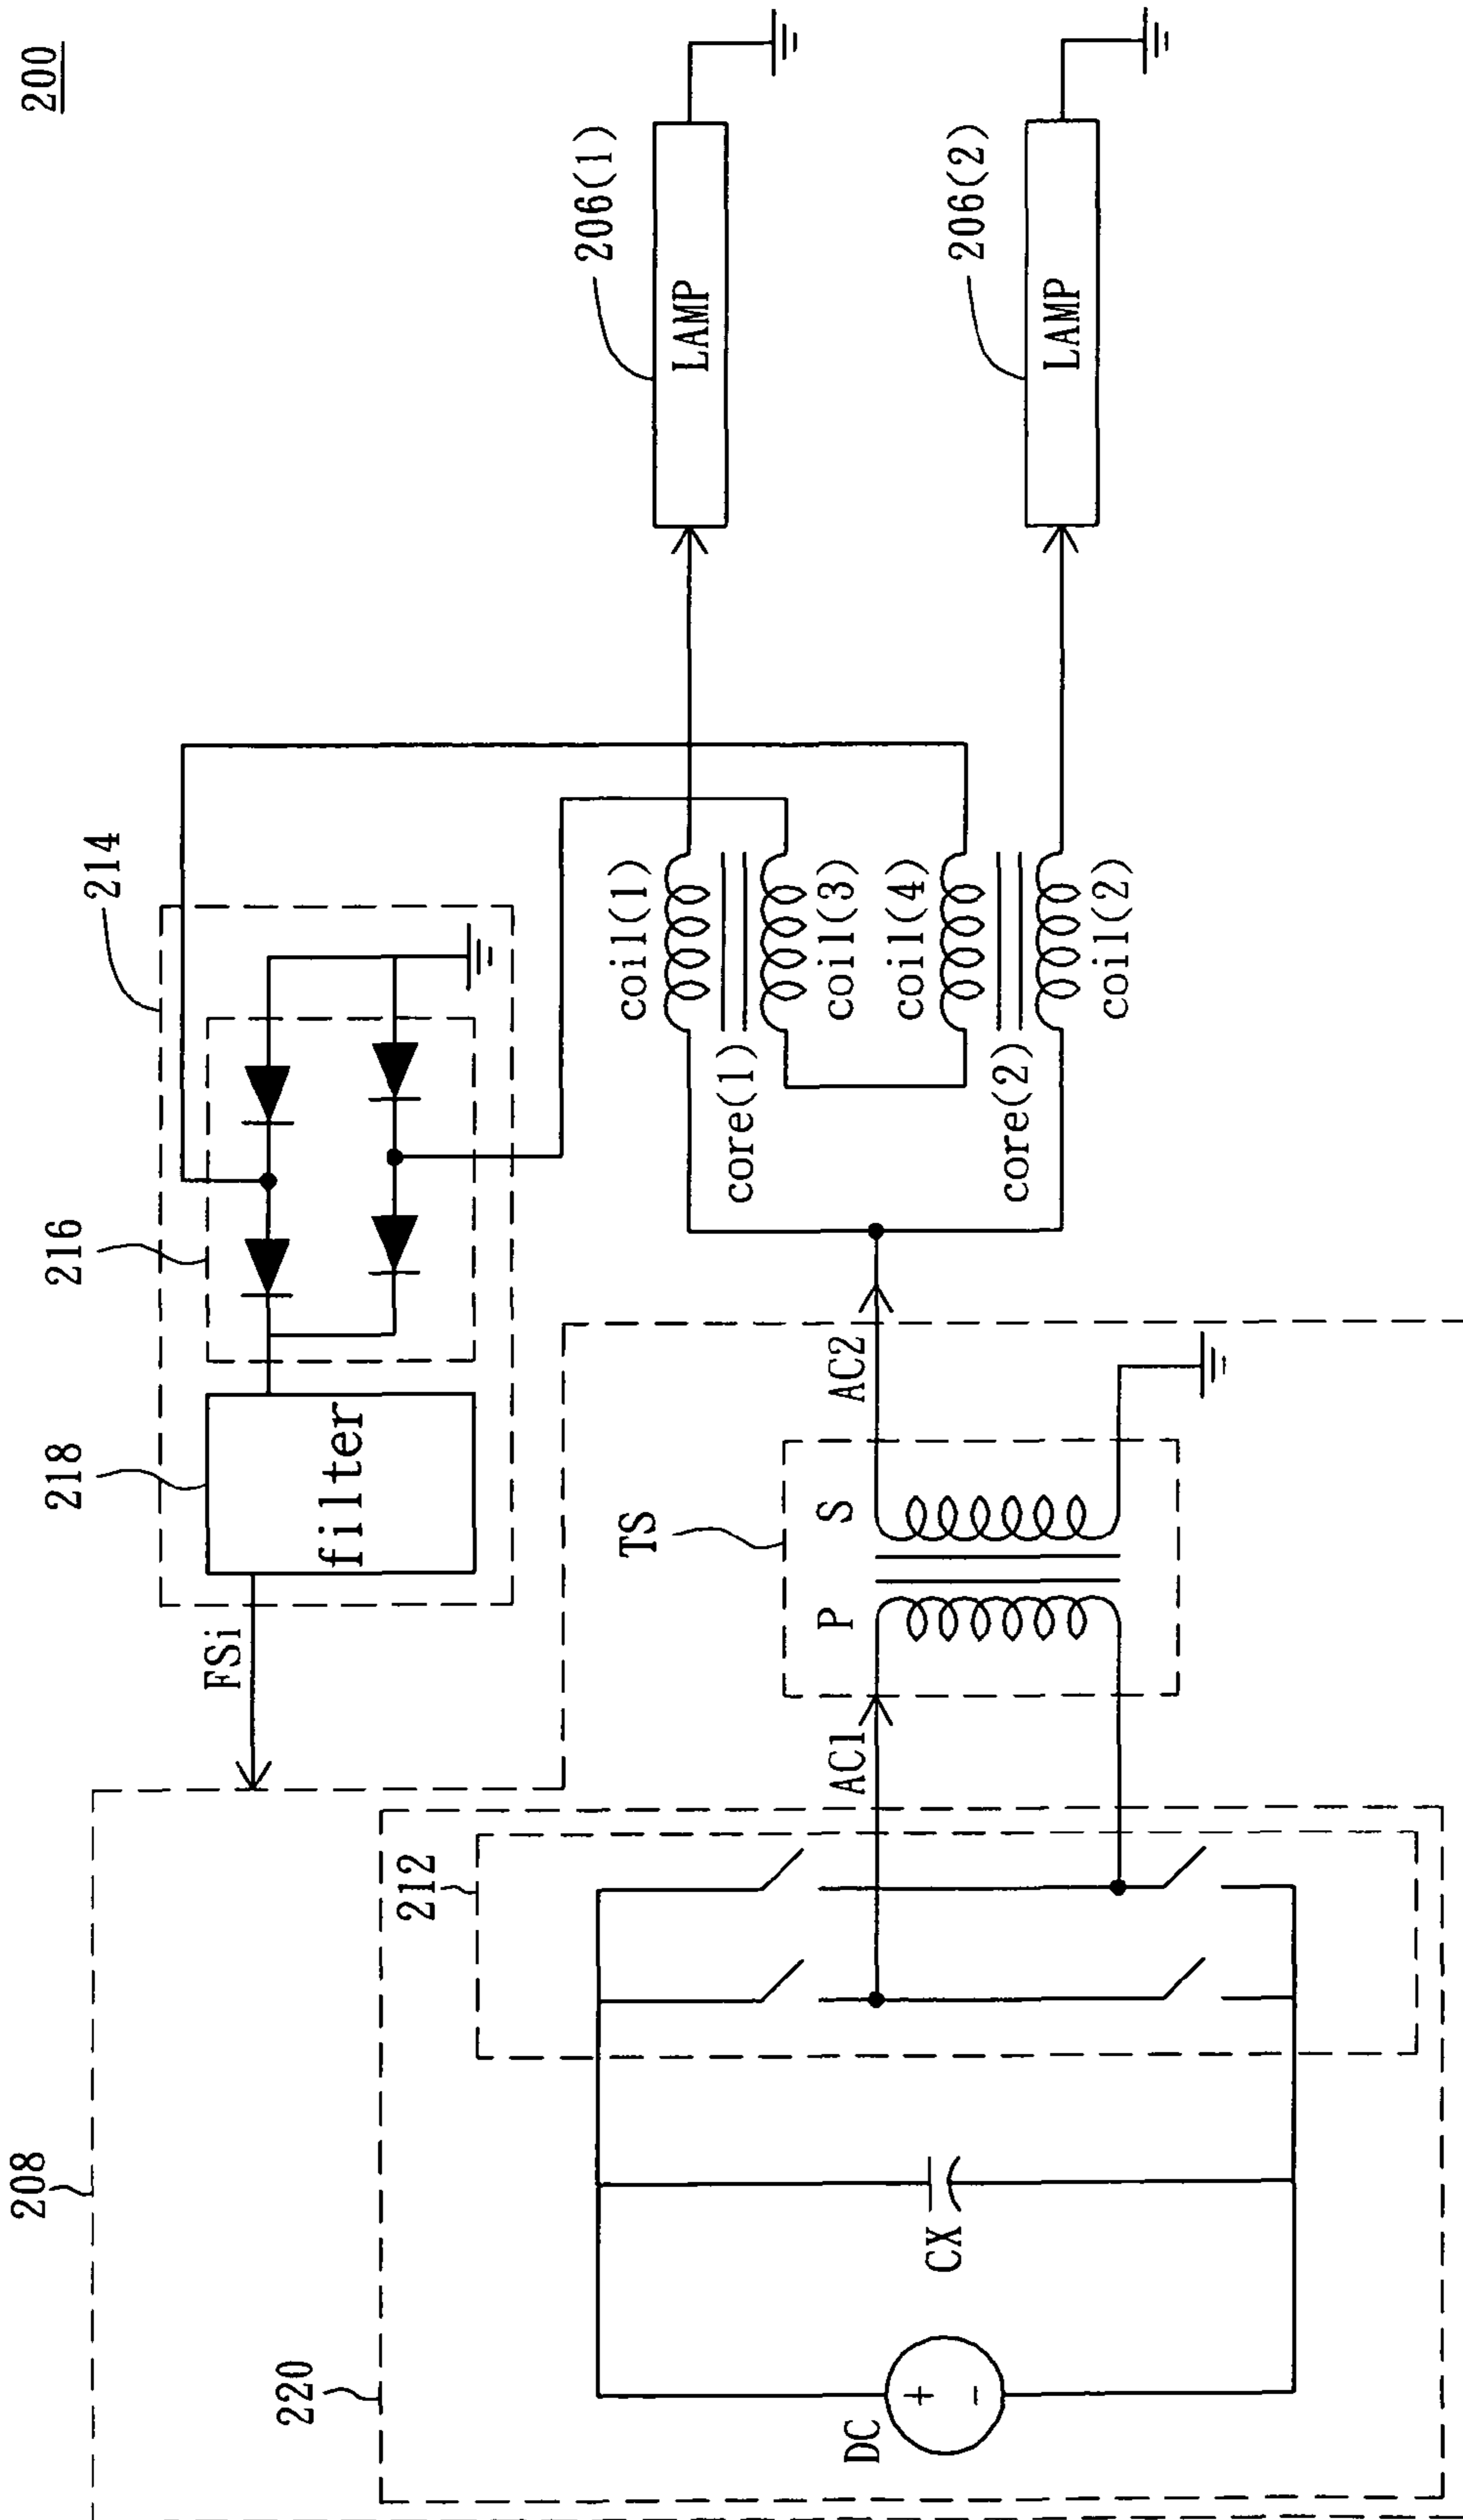 200
214
216
218
filter
FSi
206(1)
LAMP
206(2)
LAMP
coil(1)
core(1)
coil(3)
coil(4)
core(2)
coil(2)
AC2
TS
P S
AC1
208
220
212
CX
DC
+ -